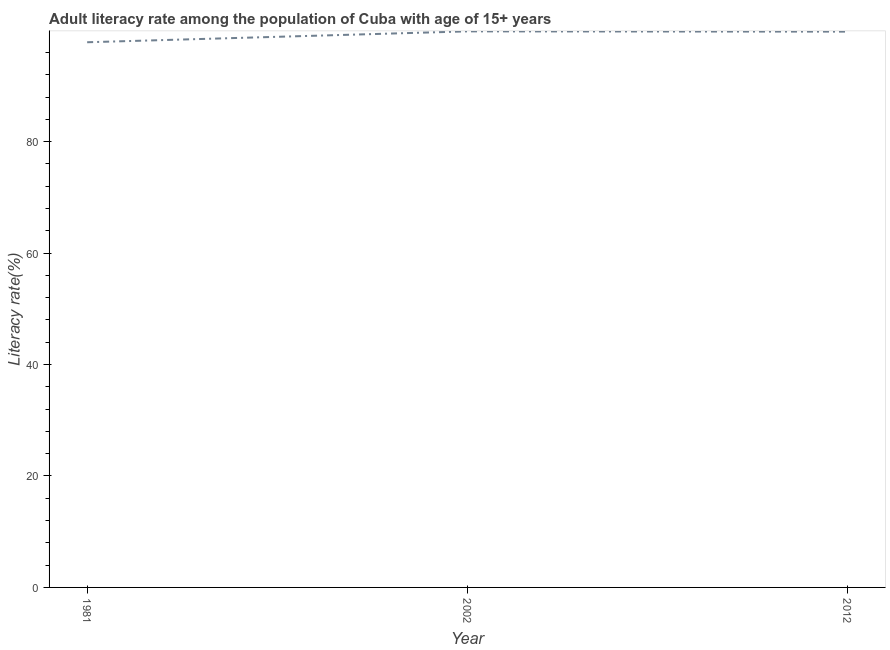 Adult literacy rate among the population of Cuba with age of 15+ years
80
60
40
20
0
Literacy rate(%)
1981
2002
2012
Year